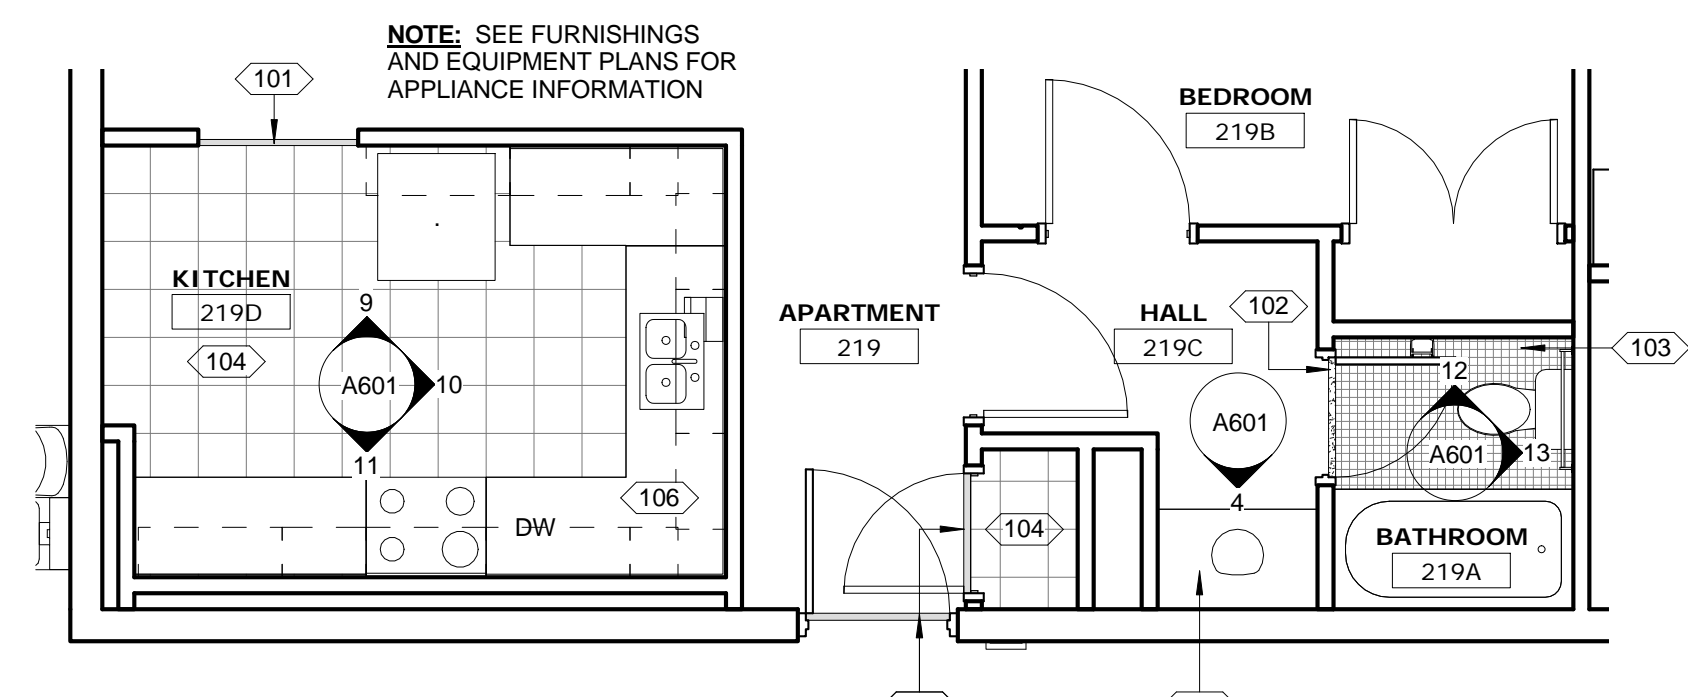 NOTE: SEE FURNISHINGS
AND EQUIPMENT PLANS FOR
APPLIANCE INFORMATION
101
BEDROOM
219B
KITCHEN
219D
104
9
A601
10
11
APARTMENT
219
HALL
219C
102
103
A601
4
12
A601
13
106
DW
104
BATHROOM
219A